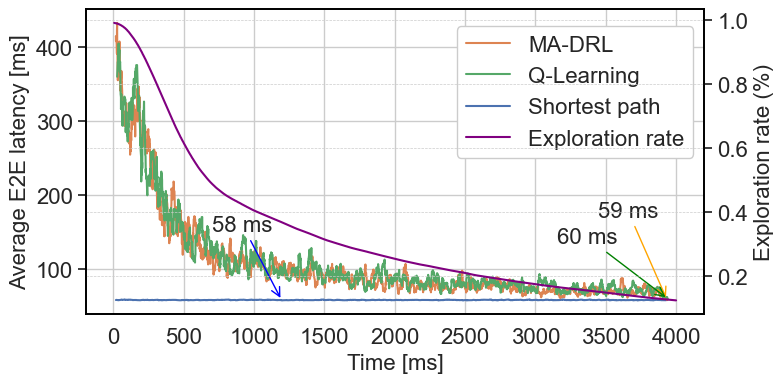 Average E2E latency [ms]
400
300
200
100
MA-DRL
Q-Learning
Shortest path
Exploration rate
58 ms
59 ms
60 ms
1.0
0.8
0.6
0.4
0.2
Exploration rate (%)
0 500 1000 1500 2000 2500 3000 3500 4000
Time [ms]